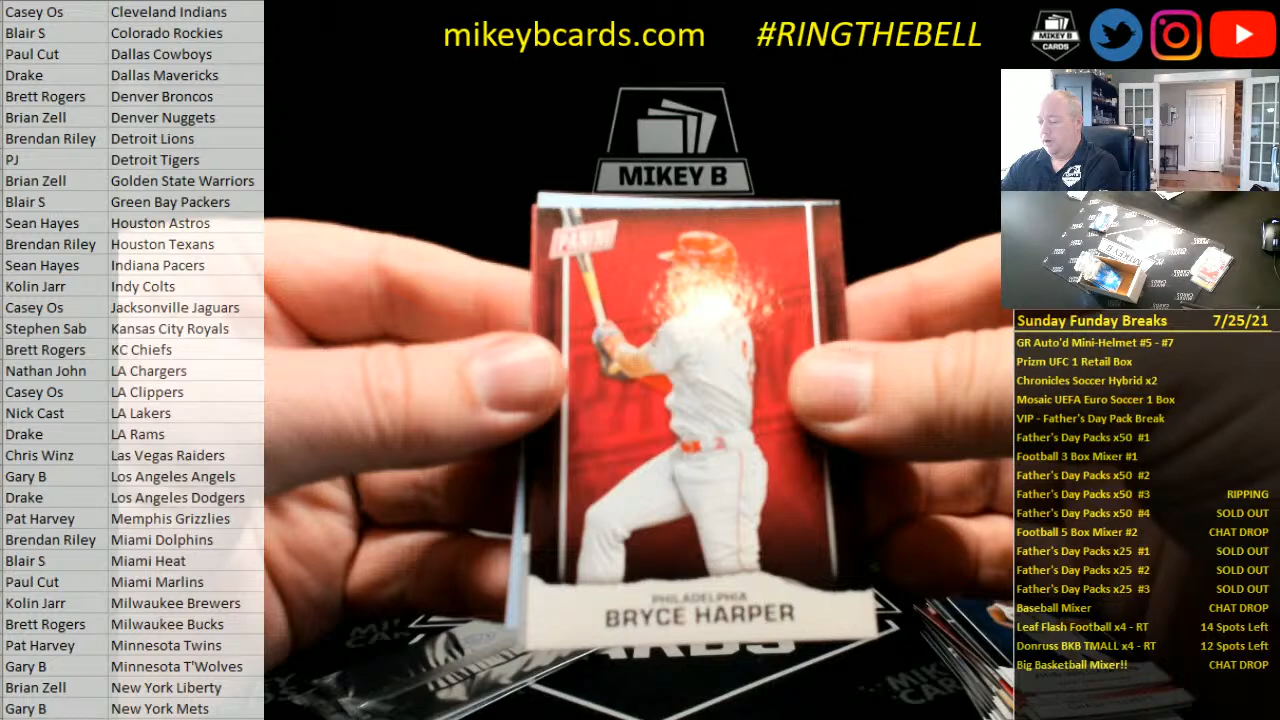 Casey Os Cleveland Indians
Blair S Colorado Rockies
Paul Cut Dallas Cowboys
Drake Dallas Mavericks
Brett Rogers Denver Broncos
Brian Zell Denver Nuggets
Brendan Riley Detroit Lions
PJ Detroit Tigers
Brian Zell Golden State Warriors
Blair S Green Bay Packers
Sean Hayes Houston Astros
Brendan Riley Houston Texans
Sean Hayes Indiana Pacers
Kolin Jarr Indy Colts
Casey Os Jacksonville Jaguars
Stephen Sab Kansas City Royals
Brett Rogers KC Chiefs
Nathan John LA Chargers
Casey Os LA Clippers
Nick Cast LA Lakers
Drake LA Rams
Chris Winz Las Vegas Raiders
Gary B Los Angeles Angels
Drake Los Angeles Dodgers
Pat Harvey Memphis Grizzlies
Brendan Riley Miami Dolphins
Blair S Miami Heat
Paul Cut Miami Marlins
Kolin Jarr Milwaukee Brewers
Brett Rogers Milwaukee Bucks
Pat Harvey Minnesota Twins
Gary B Minnesota T'Wolves
Brian Zell New York Liberty
Gary B New York Mets
mikeybcards.com #RINGTHEBELL
MIKEY B
CARDS
MIKEY B
PANINI
PHILADELPHIA
BRYCE HARPER
CARDS
Sunday Funday Breaks 7/25/21
GR Auto'd Mini-Helmet #5 - #7
Prizm UFC 1 Retail Box
Chronicles Soccer Hybrid x2
Mosaic UEFA Euro Soccer 1 Box
VIP - Father's Day Pack Break
Father's Day Packs x50 #1
Football 3 Box Mixer #1
Father's Day Packs x50 #2
Father's Day Packs x50 #3 RIPPING
Father's Day Packs x50 #4 SOLD OUT
Football 5 Box Mixer #2 CHAT DROP
Father's Day Packs x25 #1 SOLD OUT
Father's Day Packs x25 #2 SOLD OUT
Father's Day Packs x25 #3 SOLD OUT
Baseball Mixer CHAT DROP
Leaf Flash Football x4 - RT 14 Spots Left
Donruss BKB TMALL x4 - RT 12 Spots Left
Big Basketball Mixer!! CHAT DROP